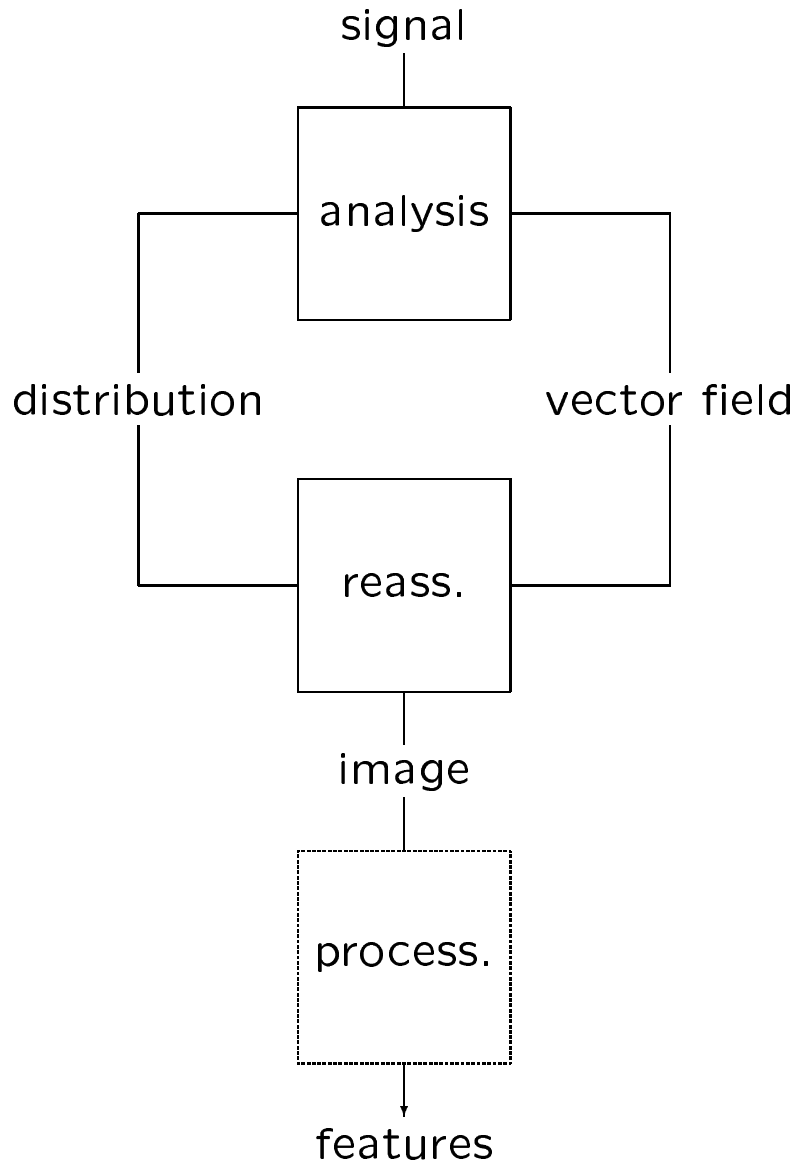 signal
analysis
distribution
vector field
reass.
image
process.
features